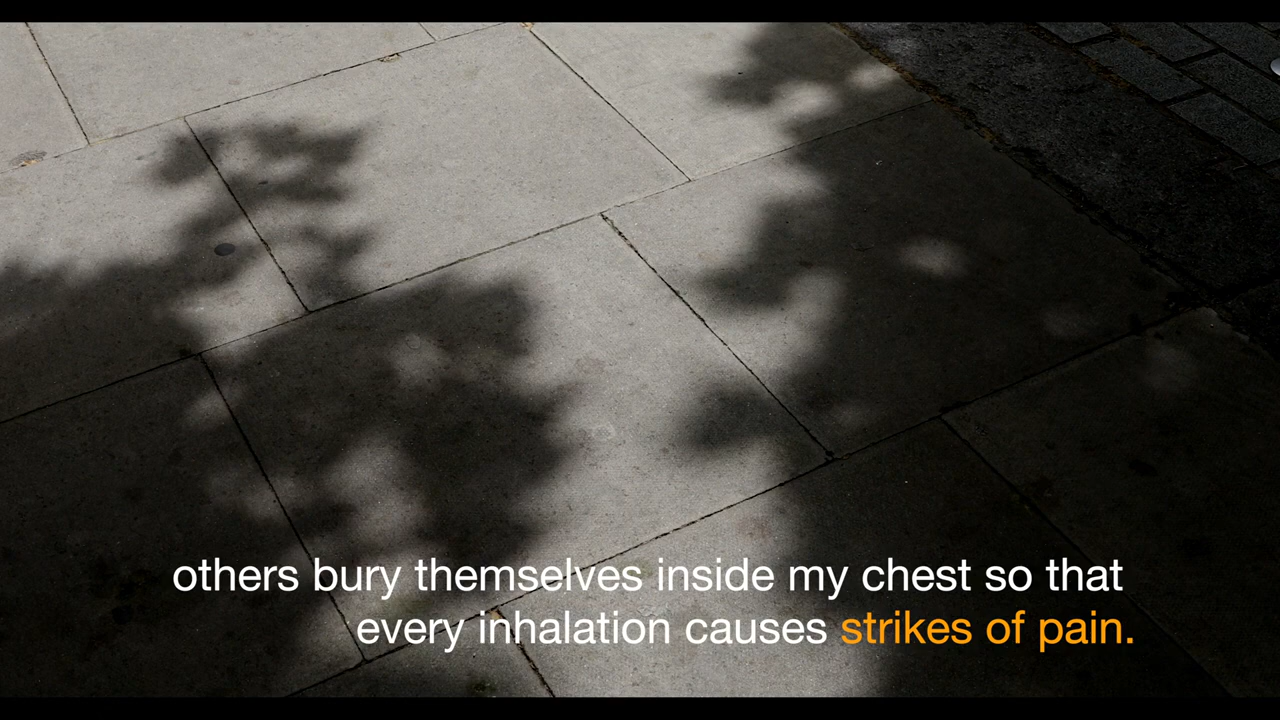 others bury themselves inside my chest so that
every inhalation causes strikes of pain.